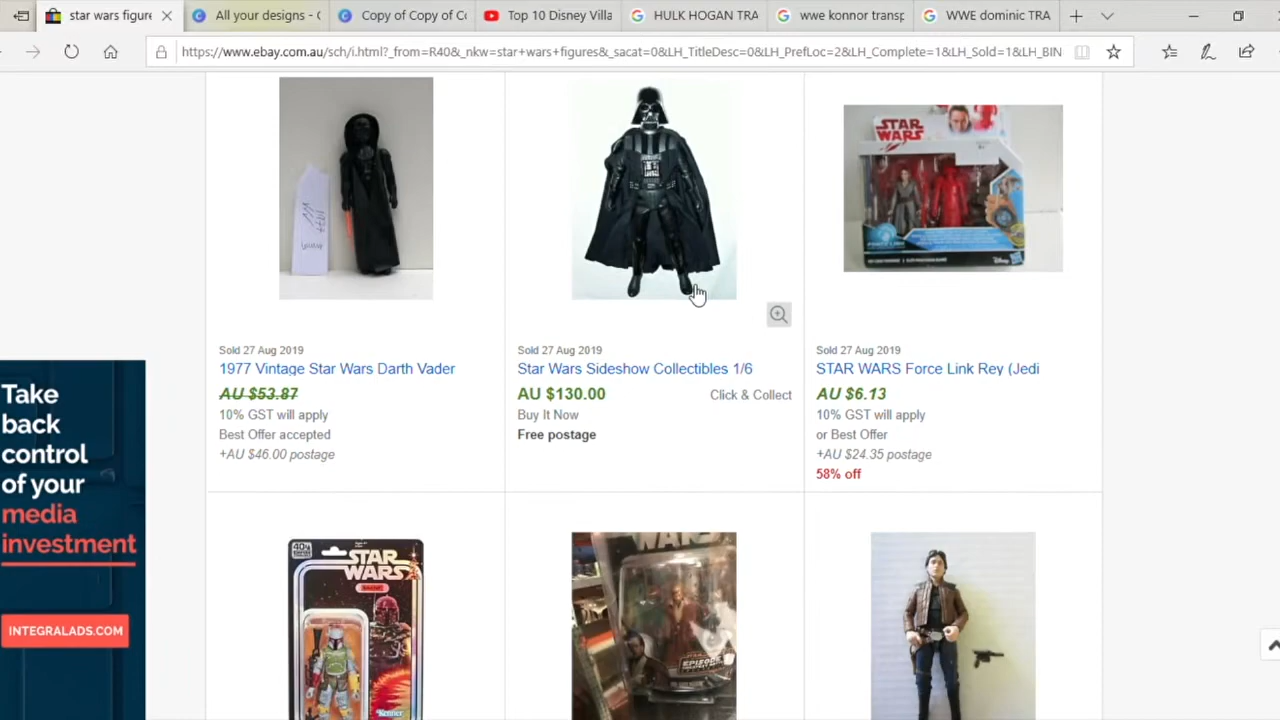 star wars figure
All your designs - C
Copy of Copy of Co
Top 10 Disney Villa
HULK HOGAN TRA
wwe konnor transp
WWE dominic TRA
https://www.ebay.com.au/sch/i.html?_from=R40&_nkw=star+wars+figures&_sacat=0&LH_TitleDesc=0&LH_PrefLoc=2&LH_Complete=1&LH_Sold=1&LH_BIN
STAR
WARS
Sold 27 Aug 2019
1977 Vintage Star Wars Darth Vader
AU $53.87
10% GST will apply
Best Offer accepted
+AU $46.00 postage
Sold 27 Aug 2019
Star Wars Sideshow Collectibles 1/6
AU $130.00
Click & Collect
Buy It Now
Free postage
Sold 27 Aug 2019
STAR WARS Force Link Rey (Jedi
AU $6.13
10% GST will apply
or Best Offer
+AU $24.35 postage
58% off
Take
back
control
of your
media
investment
INTEGRALADS.COM
STAR
WARS
Kenner
WARS
EPISODE